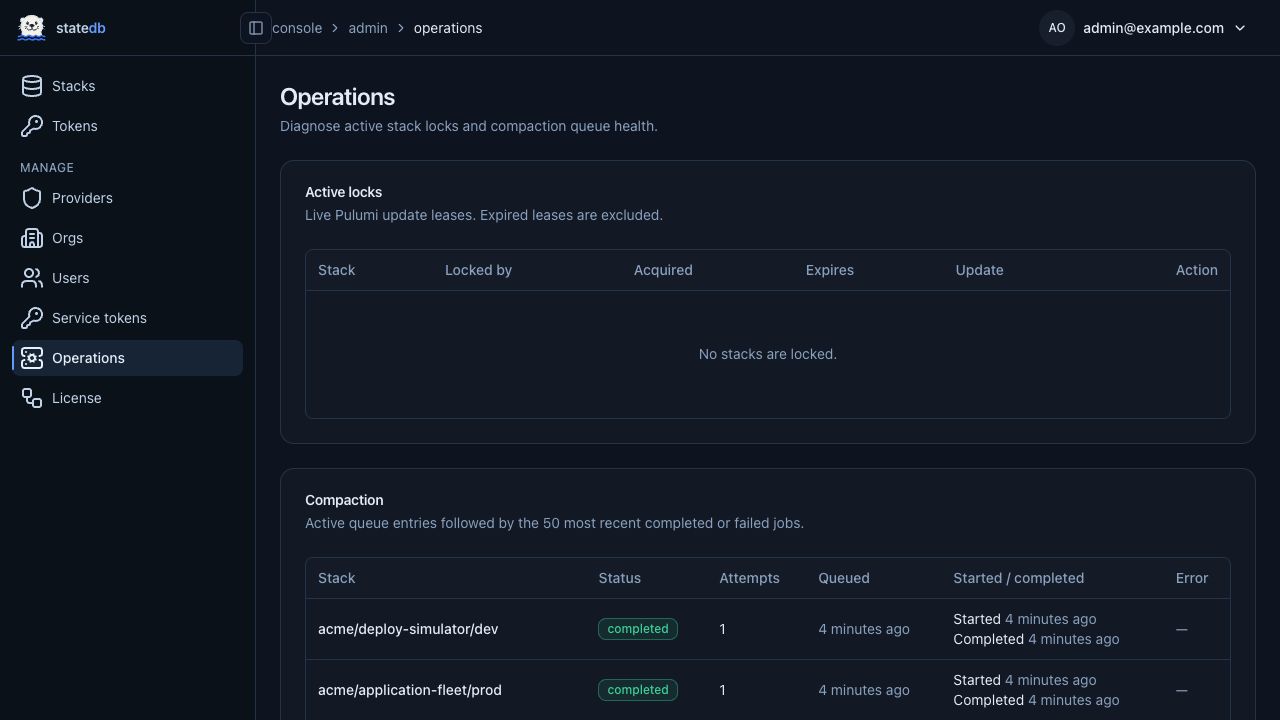 statedb
console > admin > operations
AO admin@example.com
Stacks
Tokens
MANAGE
Providers
Orgs
Users
Service tokens
Operations
License
Operations
Diagnose active stack locks and compaction queue health.
Active locks
Live Pulumi update leases. Expired leases are excluded.
Stack Locked by Acquired Expires Update Action
No stacks are locked.
Compaction
Active queue entries followed by the 50 most recent completed or failed jobs.
Stack Status Attempts Queued Started / completed Error
acme/deploy-simulator/dev completed 1 4 minutes ago Started 4 minutes ago —
Completed 4 minutes ago
acme/application-fleet/prod completed 1 4 minutes ago Started 4 minutes ago —
Completed 4 minutes ago